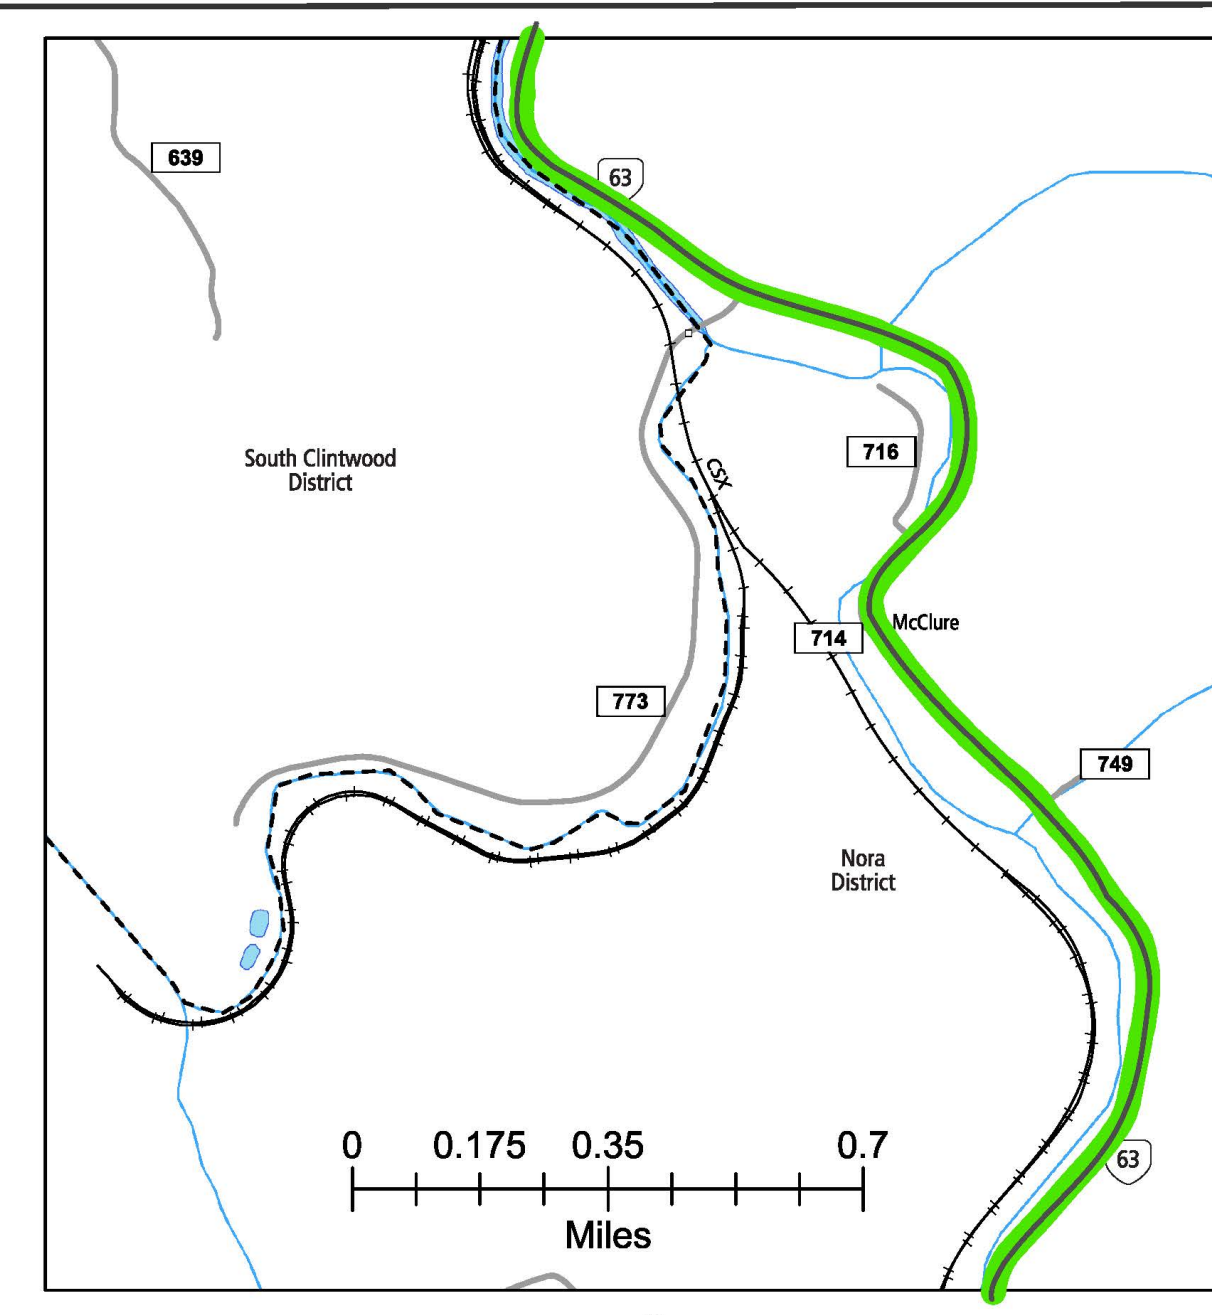 639
63
South Clintwood
District
CSX
716
McClure
714
773
749
Nora
District
0 0.175 0.35 0.7
Miles
63